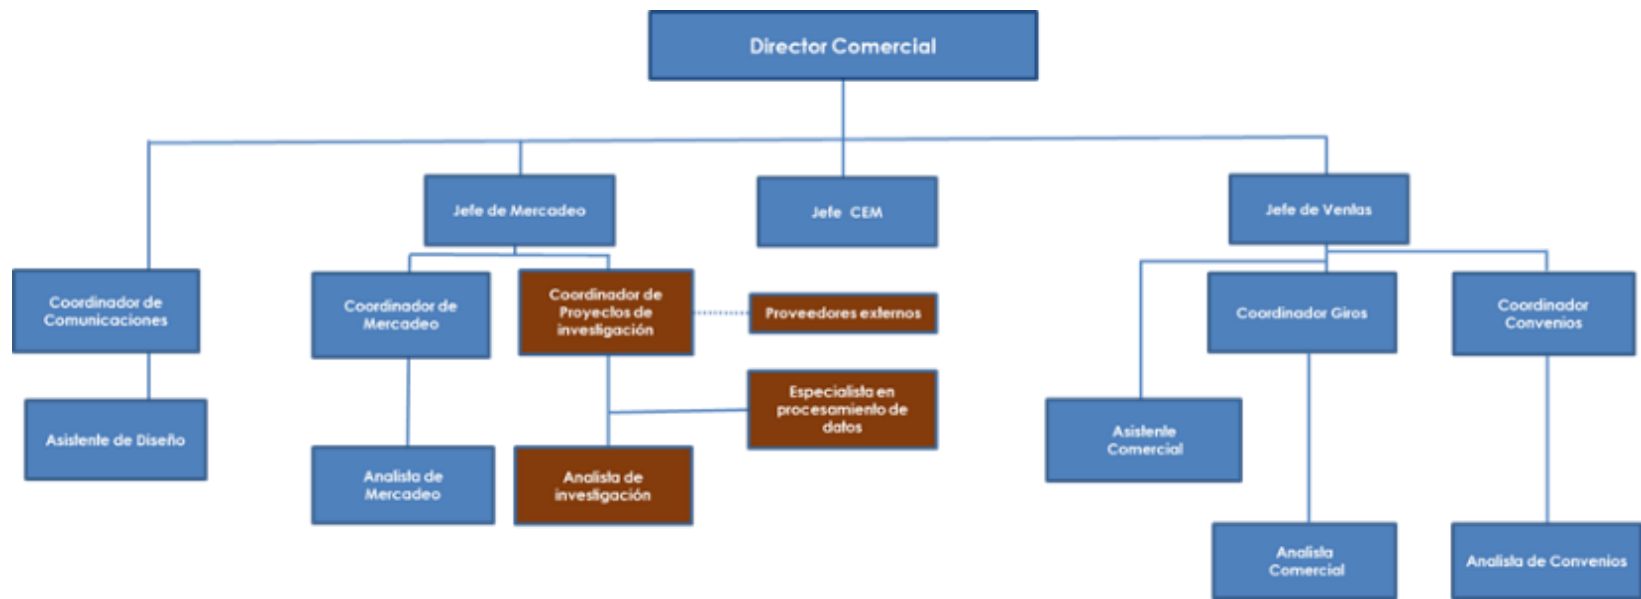 Director Comercial
Jefe de Mercadeo
Jefe CEM
Jefe de Ventas
Coordinador de
Comunicaciones
Coordinador de
Mercadeo
Coordinador de
Proyectos de
investigación
Proveedores externos
Coordinador Giros
Coordinador
Convenios
Especialista en
procesamiento de
datos
Asistente de Diseño
Asistente
Comercial
Analista de
Mercadeo
Analista de
investigación
Analista
Comercial
Analista de Convenios